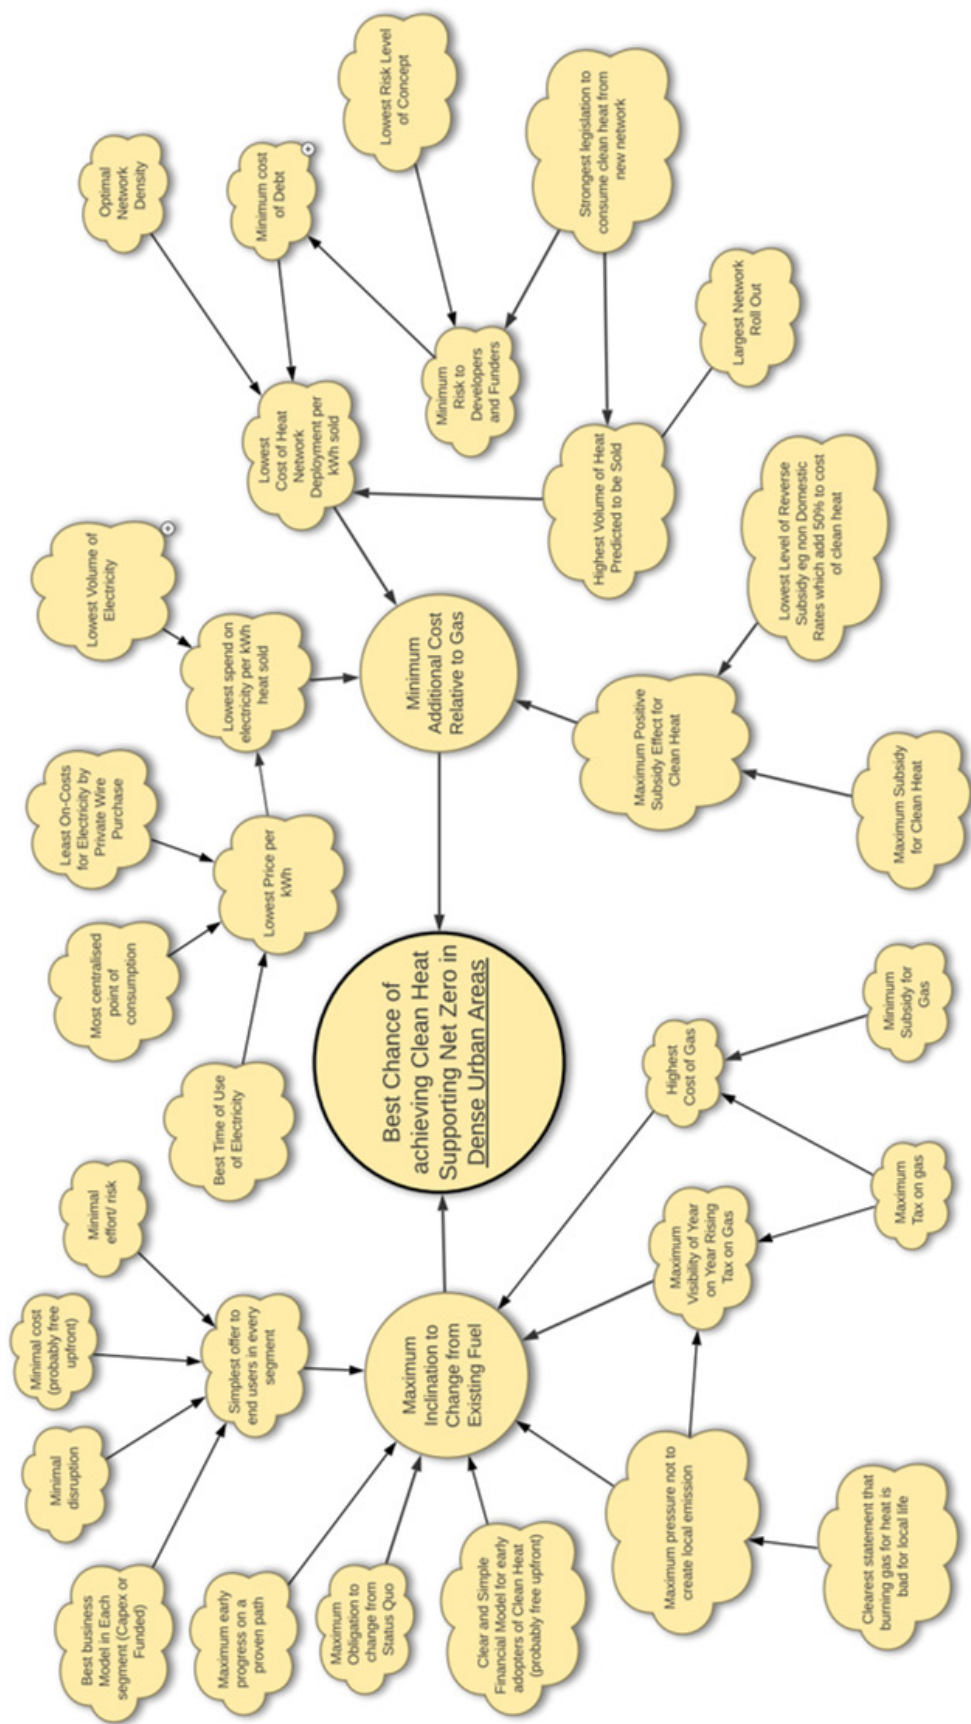 Best business
Model in Each
segment (Capex or
Funded)
Minimal
disruption
Minimal cost
(probably free
upfront)
Minimal
effort/ risk
Simplest offer to
end users in every
segment
Maximum early
progress on a
proven path
Maximum
Obligation to
change from
Status Quo
Clear and Simple
Financial Model for early
adopters of Clean Heat
(probably free upfront)
Maximum
Inclination to
Change from
Existing Fuel
Maximum pressure not to
create local emission
Clearest statement that
burning gas for heat is
bad for local life
Maximum
Visibility of Year
on Year Rising
Tax on Gas
Maximum
Tax on gas
Highest
Cost of Gas
Minimum
Subsidy for
Gas
Best Chance of
achieving Clean Heat
Supporting Net Zero in
Dense Urban Areas
Best Time of Use
of Electricity
Most centralised
point of
consumption
Least On-Costs
for Electricity by
Private Wire
Purchase
Lowest Price per
kWh
Lowest Volume of
Electricity
Lowest spend on
electricity per kWh
heat sold
Minimum
Additional Cost
Relative to Gas
Maximum Positive
Subsidy Effect for
Clean Heat
Maximum Subsidy
for Clean Heat
Lowest Level of Reverse
Subsidy eg non Domestic
Rates which add 50% to cost
of clean heat
Lowest
Cost of Heat
Network
Deployment per
kWh sold
Optimal
Network
Density
Minimum cost
of Debt
Minimum
Risk to
Developers
and Funders
Lowest Risk Level
of Concept
Strongest legislation to
consume clean heat from
new network
Highest Volume of Heat
Predicted to be Sold
Largest Network
Roll Out